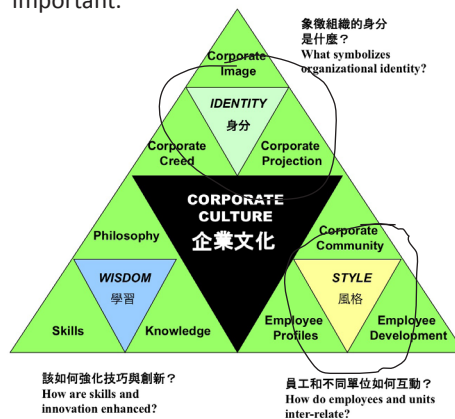 important.
象徵組織的身分
是什麼？
What symbolizes
organizational identity?
Corporate
Image
IDENTITY
身分
Corporate
Creed
Corporate
Projection
CORPORATE
CULTURE
企業文化
Philosophy
Corporate
Community
WISDOM
學習
STYLE
風格
Skills
Knowledge
Employee
Profiles
Employee
Development
該如何強化技巧與創新？
How are skills and
innovation enhanced?
員工和不同單位如何互動？
How do employees and units
inter-relate?